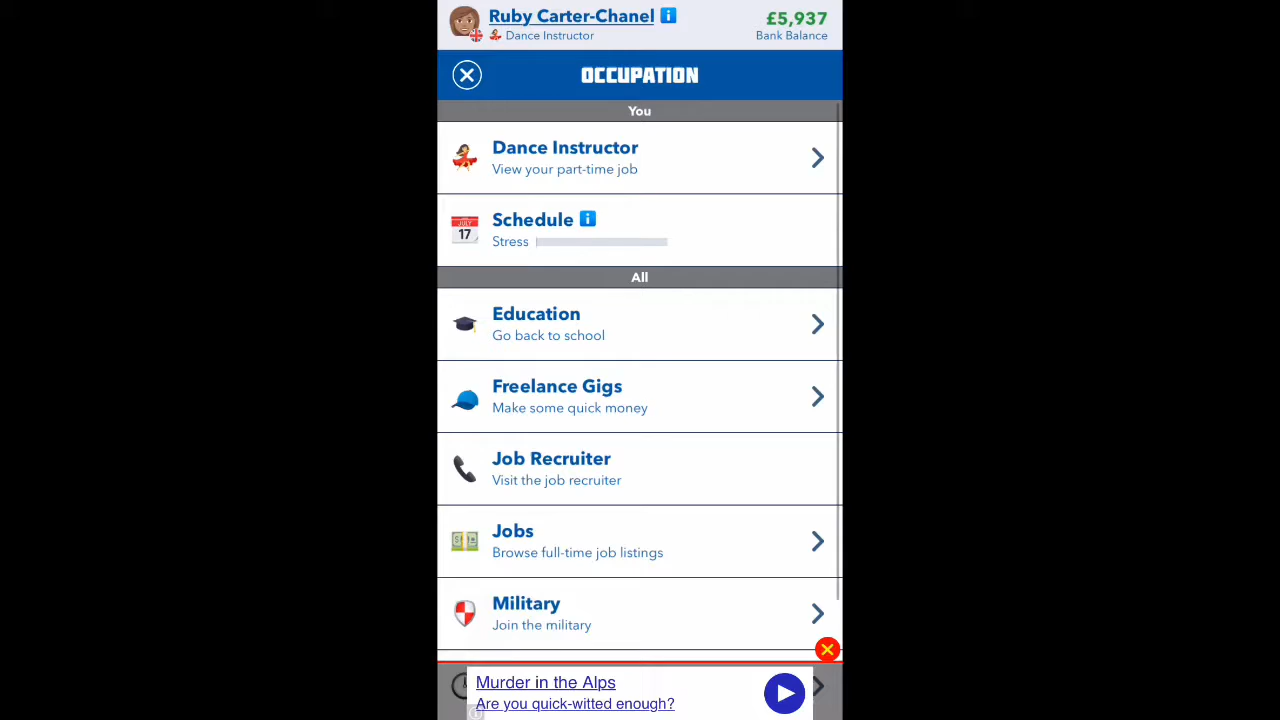 Ruby Carter-Chanel
Dance Instructor
£5,937
Bank Balance
OCCUPATION
You
Dance Instructor
View your part-time job
JULY
17
Schedule
Stress
All
Education
Go back to school
Freelance Gigs
Make some quick money
Job Recruiter
Visit the job recruiter
Jobs
Browse full-time job listings
Military
Join the military
Murder in the Alps
Are you quick-witted enough?